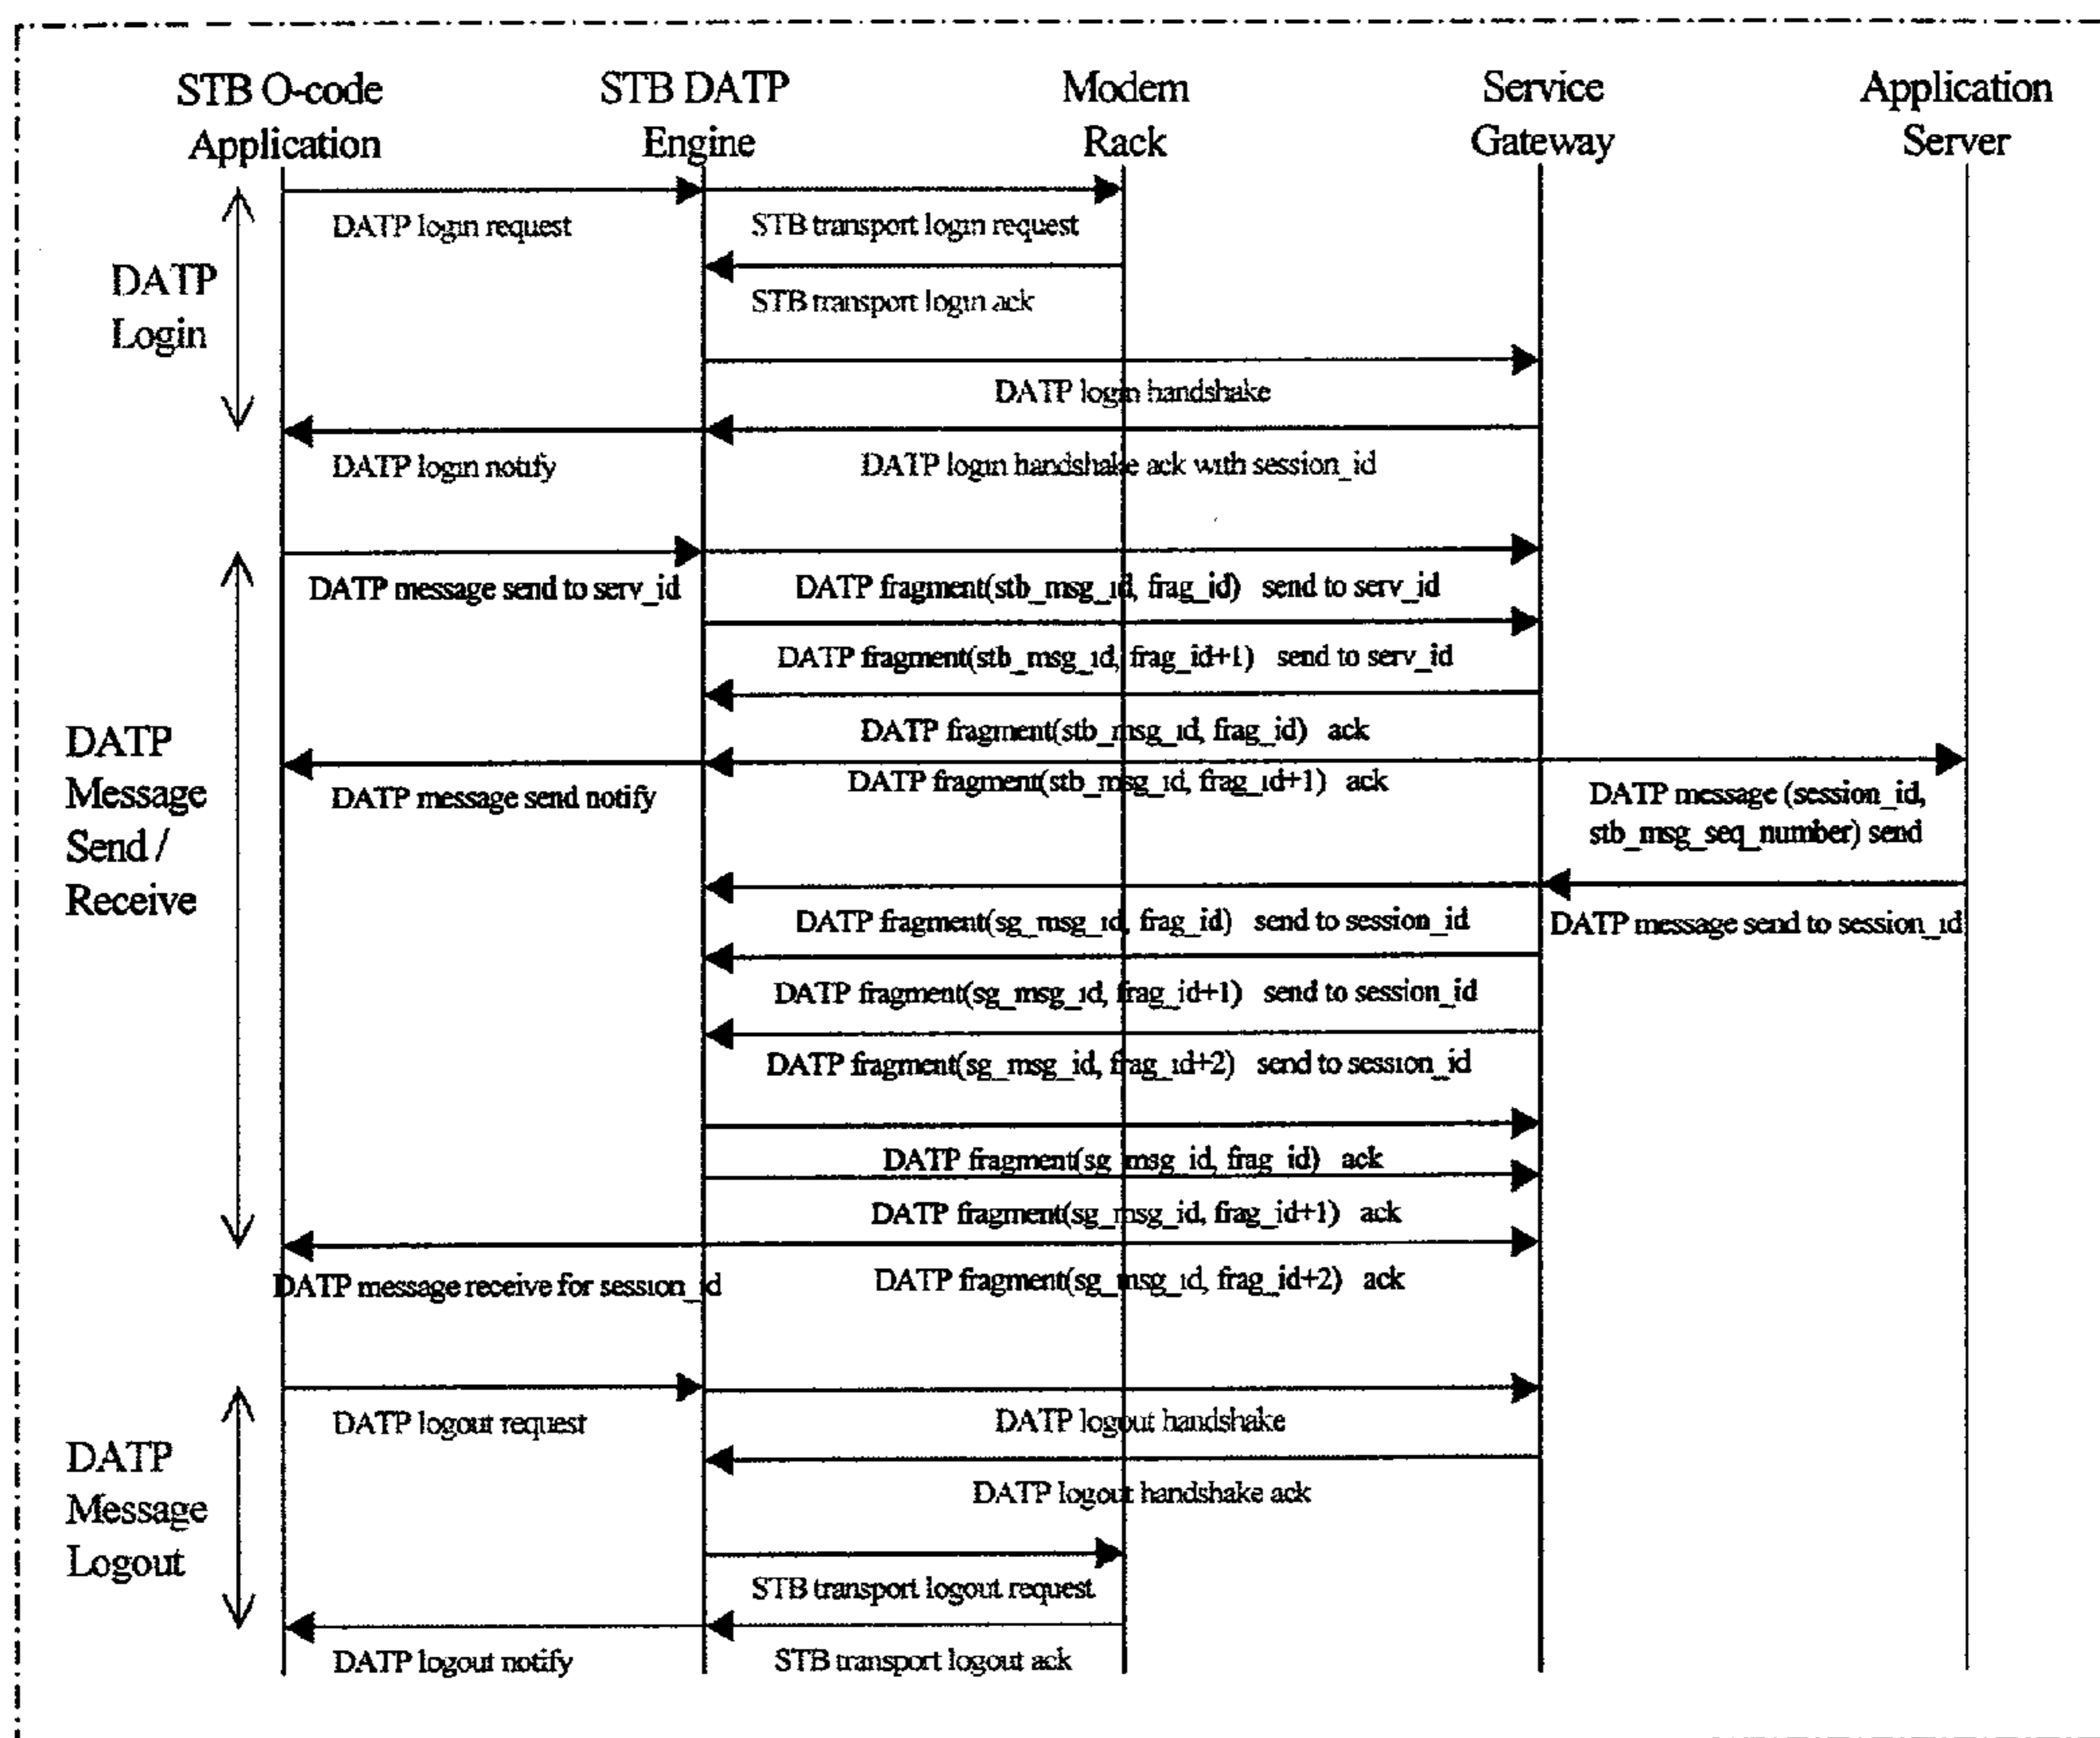 STB O-code
Application
STB DATP
Engine
Modem
Rack
Service
Gateway
Application
Server
DATP login request
STB transport login request
STB transport login ack
DATP
Login
DATP login handshake
DATP login notify
DATP login handshake ack with session_id
DATP message send to serv_id
DATP fragment(stb_msg_id, frag_id) send to serv_id
DATP fragment(stb_msg_id, frag_id+1) send to serv_id
DATP fragment(stb_msg_id, frag_id) ack
DATP
Message
Send /
Receive
DATP message send notify
DATP fragment(stb_msg_id, frag_id+1) ack
DATP message (session_id,
stb_msg_seq_number) send
DATP fragment(sg_msg_id, frag_id) send to session_id
DATP message send to session_id
DATP fragment(sg_msg_id, frag_id+1) send to session_id
DATP fragment(sg_msg_id, frag_id+2) send to session_id
DATP fragment(sg_msg_id, frag_id) ack
DATP fragment(sg_msg_id, frag_id+1) ack
DATP message receive for session_id
DATP fragment(sg_msg_id, frag_id+2) ack
DATP logout request
DATP logout handshake
DATP logout handshake ack
DATP
Message
Logout
STB transport logout request
DATP logout notify
STB transport logout ack